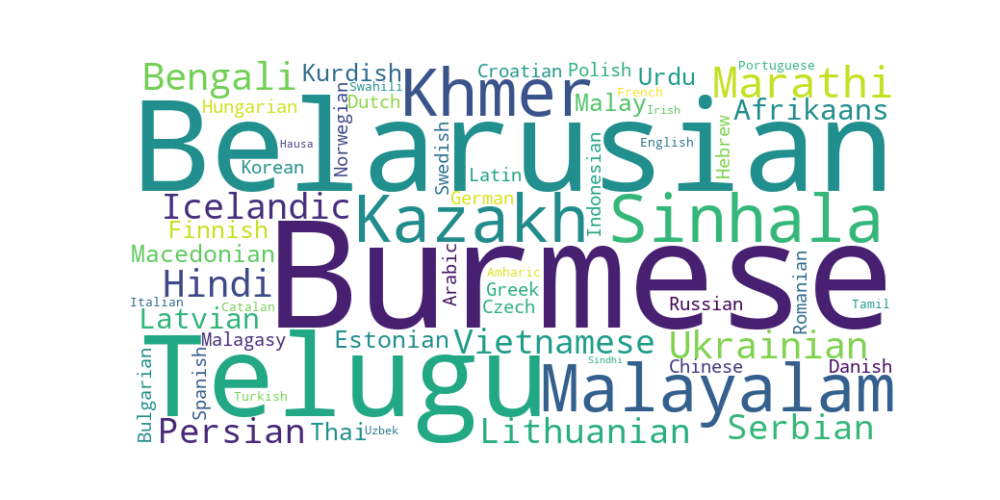 Bengali
Kurdish
Croatian
Polish
Urdu
Portuguese
Marathi
Swahili
Khmer
French
Hungarian
Dutch
Malay
Irish
Afrikaans
Belarusian
Hausa
Norwegian
Korean
Swedish
Latin
English
Hebrew
Indonesian
German
Icelandic
Kazakh
Sinhala
Finnish
Macedonian
Hindi
Burmese
Arabic
Amharic
Greek
Czech
Russian
Romanian
Italian
Catalan
Tamil
Latvian
Malagasy
Estonian
Vietnamese
Ukrainian
Telugu
Sindhi
Chinese
Danish
Bulgarian
Spanish
Turkish
Malayalam
Persian
Thai
Uzbek
Lithuanian
Serbian